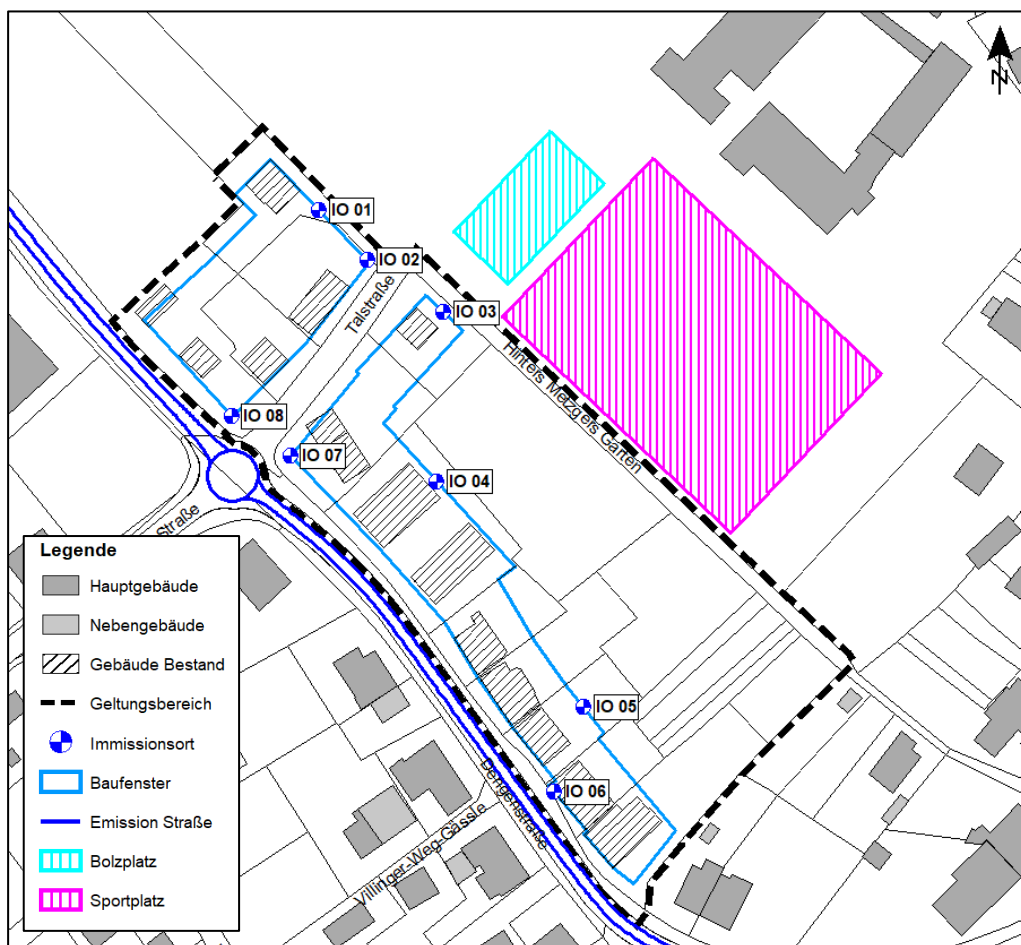 N
IO 01
IO 02
Talstraße
IO 03
Hinters Metzgers Garten
IO 08
IO 07
IO 04
Straße
Legende
Hauptgebäude
Nebengebäude
Gebäude Bestand
Geltungsbereich
Immissionsort
Baufenster
Emission Straße
Bolzplatz
Sportplatz
IO 05
IO 06
Dengenstraße
Villinger-Weg-Gässle